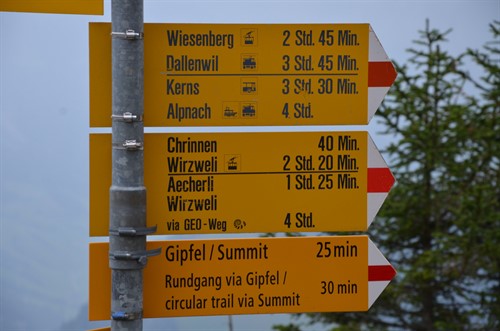 Wiesenberg 2 Std. 45 Min.
Dallenwil 3 Std. 45 Min.
Kerns 3 Std. 30 Min.
Alpnach 4 Std.
Chrinnen 40 Min.
Wirzweli 2 Std. 20 Min.
Aecherli 1 Std. 25 Min.
Wirzweli
via GEO-Weg 4 Std.
Gipfel / Summit 25 min
Rundgang via Gipfel /
circular trail via Summit 30 min